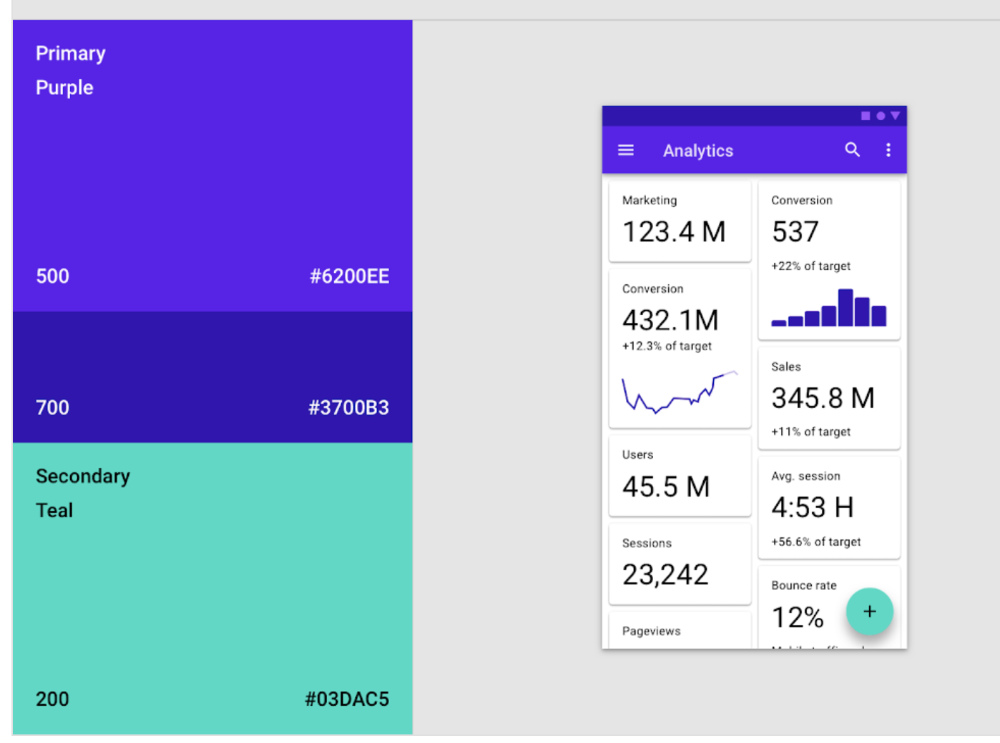 Primary
Purple
500 #6200EE
700 #3700B3
Secondary
Teal
200 #03DAC5
Analytics
Marketing
123.4 M
Conversion
432.1M
+12.3% of target
Users
45.5 M
Sessions
23,242
Pageviews
Conversion
537
+22% of target
Sales
345.8 M
+11% of target
Avg. session
4:53 H
+56.6% of target
Bounce rate
12%
+